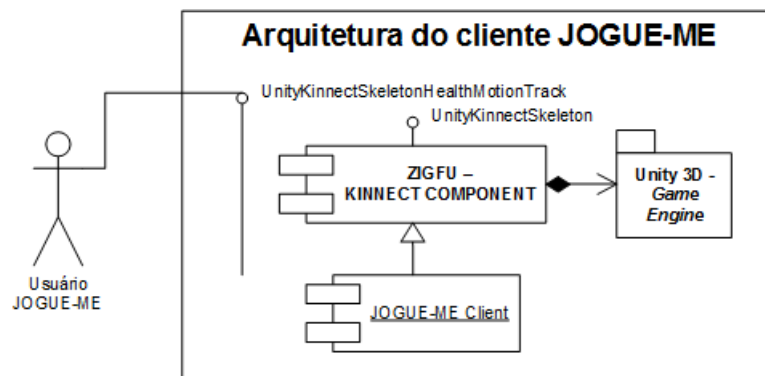 Arquitetura do cliente JOGUE-ME
UnityKinnectSkeletonHealthMotionTrack
UnityKinnectSkeleton
ZIGFU –
KINNECT COMPONENT
Unity 3D -
Game
Engine
Usuário
JOGUE-ME
JOGUE-ME Client